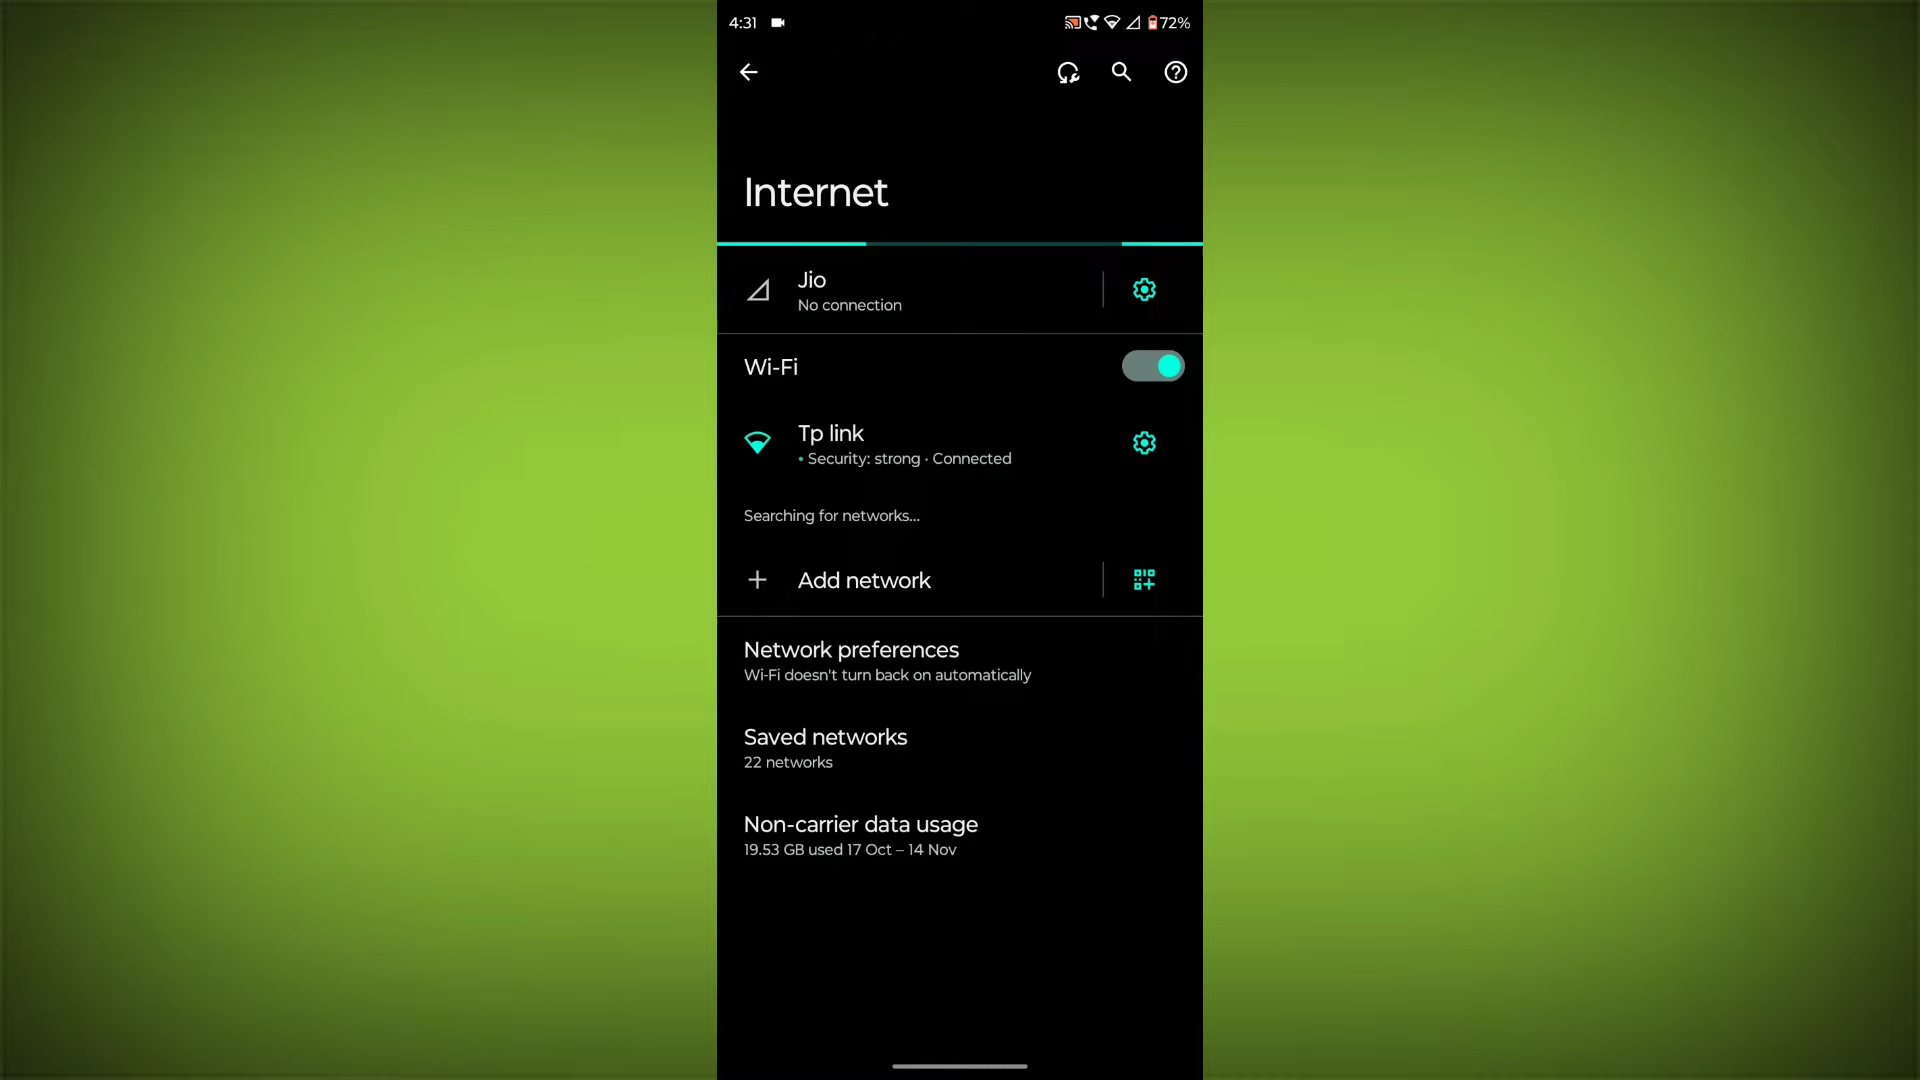 4:31
72%
Internet
Jio
No connection
Wi-Fi
Tp link
• Security: strong · Connected
Searching for networks...
Add network
Network preferences
Wi-Fi doesn't turn back on automatically
Saved networks
22 networks
Non-carrier data usage
19.53 GB used 17 Oct – 14 Nov